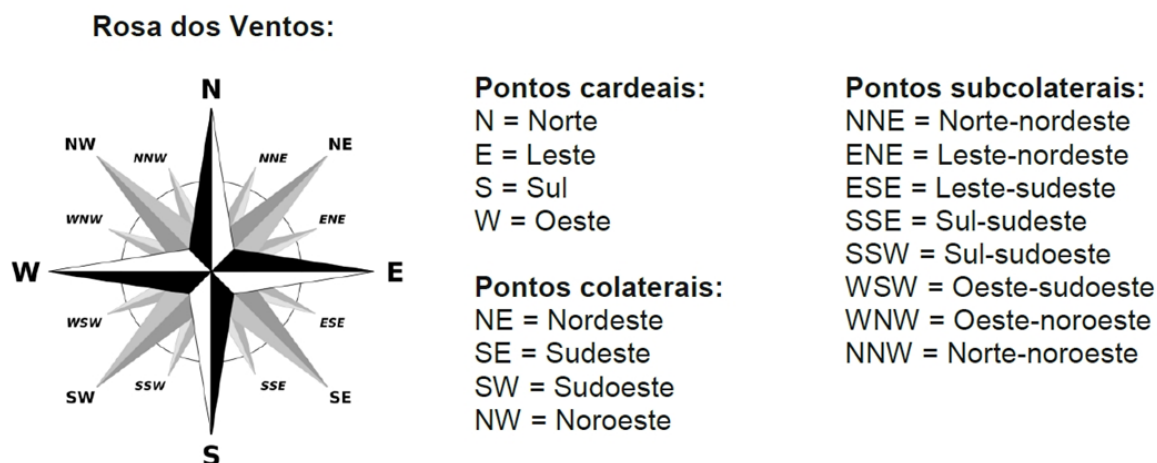 Rosa dos Ventos:
N
NW
NNW
NNE
NE
WNW
ENE
W
E
WSW
ESE
SW
SSW
SSE
SE
S
Pontos cardeais:
N = Norte
E = Leste
S = Sul
W = Oeste
Pontos colaterais:
NE = Nordeste
SE = Sudeste
SW = Sudoeste
NW = Noroeste
Pontos subcolaterais:
NNE = Norte-nordeste
ENE = Leste-nordeste
ESE = Leste-sudeste
SSE = Sul-sudeste
SSW = Sul-sudoeste
WSW = Oeste-sudoeste
WNW = Oeste-noroeste
NNW = Norte-noroeste